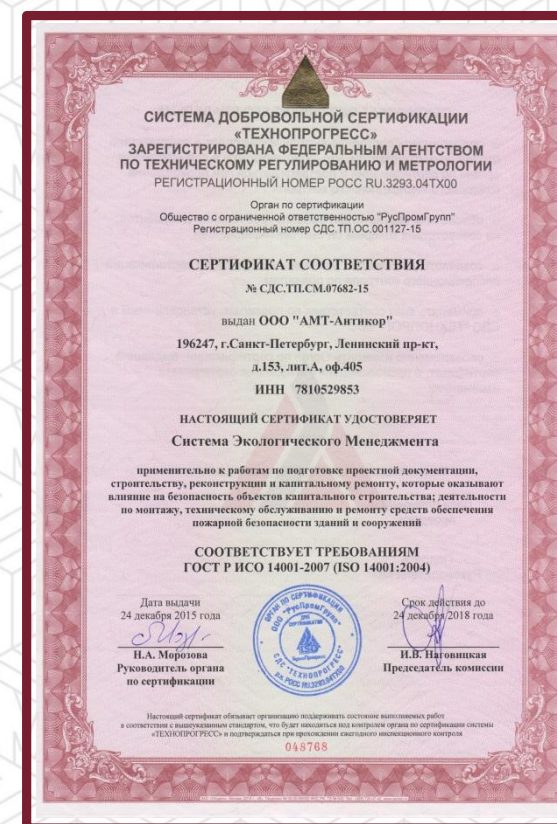 СИСТЕМА ДОБРОВОЛЬНОЙ СЕРТИФИКАЦИИ
«ТЕХНОПРОГРЕСС»
ЗАРЕГИСТРИРОВАНА ФЕДЕРАЛЬНЫМ АГЕНТСТВОМ
ПО ТЕХНИЧЕСКОМУ РЕГУЛИРОВАНИЮ И МЕТРОЛОГИИ
РЕГИСТРАЦИОННЫЙ НОМЕР РОСС RU.3293.04ТХ00
Орган по сертификации
Общество с ограниченной ответственностью "РусПромГрупп"
Регистрационный номер СДС.ТП.ОС.001127-15
СЕРТИФИКАТ СООТВЕТСТВИЯ
№ СДС.ТП.СМ.07682-15
выдан ООО "АМТ-Антикор"
196247, г.Санкт-Петербург, Ленинский пр-кт,
д.153, лит.А, оф.405
ИНН 7810529853
НАСТОЯЩИЙ СЕРТИФИКАТ УДОСТОВЕРЯЕТ
Система Экологического Менеджмента
применительно к работам по подготовке проектной документации,
строительству, реконструкции и капитальному ремонту, которые оказывают
влияние на безопасность объектов капитального строительства; деятельности
по монтажу, техническому обслуживанию и ремонту средств обеспечения
пожарной безопасности зданий и сооружений
СООТВЕТСТВУЕТ ТРЕБОВАНИЯМ
ГОСТ Р ИСО 14001-2007 (ISO 14001:2004)
Дата выдачи
24 декабря 2015 года
Н.А. Морозова
Руководитель органа
по сертификации
ОРГАН ПО СЕРТИФИКАЦИИ
ООО "РусПромГрупп"
СДС "ТЕХНОПРОГРЕСС"
Срок действия до
24 декабря 2018 года
И.В. Наговицкая
Председатель комиссии
Настоящий сертификат обязывает организацию поддерживать состояние выполняемых работ
в соответствии с вышеуказанным стандартом, что будет находиться под контролем органа по сертификации системы
«ТЕХНОПРОГРЕСС» и подтверждаться при прохождении ежегодного инспекционного контроля
048768